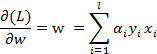 ∂(L)/∂w = w = ∑_{i=1}^{l} α_i y_i x_i